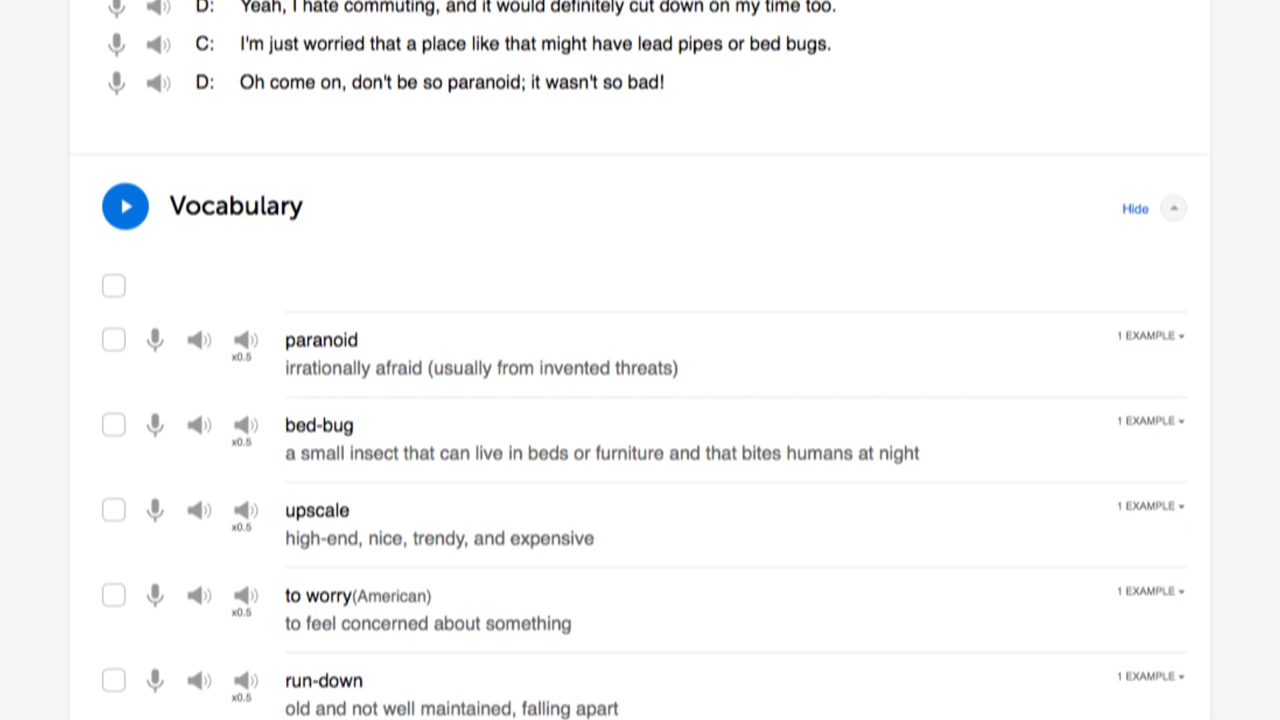 D: Yeah, I hate commuting, and it would definitely cut down on my time too.
C: I'm just worried that a place like that might have lead pipes or bed bugs.
D: Oh come on, don't be so paranoid; it wasn't so bad!
Vocabulary
Hide
paranoid
1 EXAMPLE
x0.5
irrationally afraid (usually from invented threats)
bed-bug
1 EXAMPLE
x0.5
a small insect that can live in beds or furniture and that bites humans at night
upscale
1 EXAMPLE
x0.5
high-end, nice, trendy, and expensive
to worry(American)
1 EXAMPLE
x0.5
to feel concerned about something
run-down
1 EXAMPLE
x0.5
old and not well maintained, falling apart